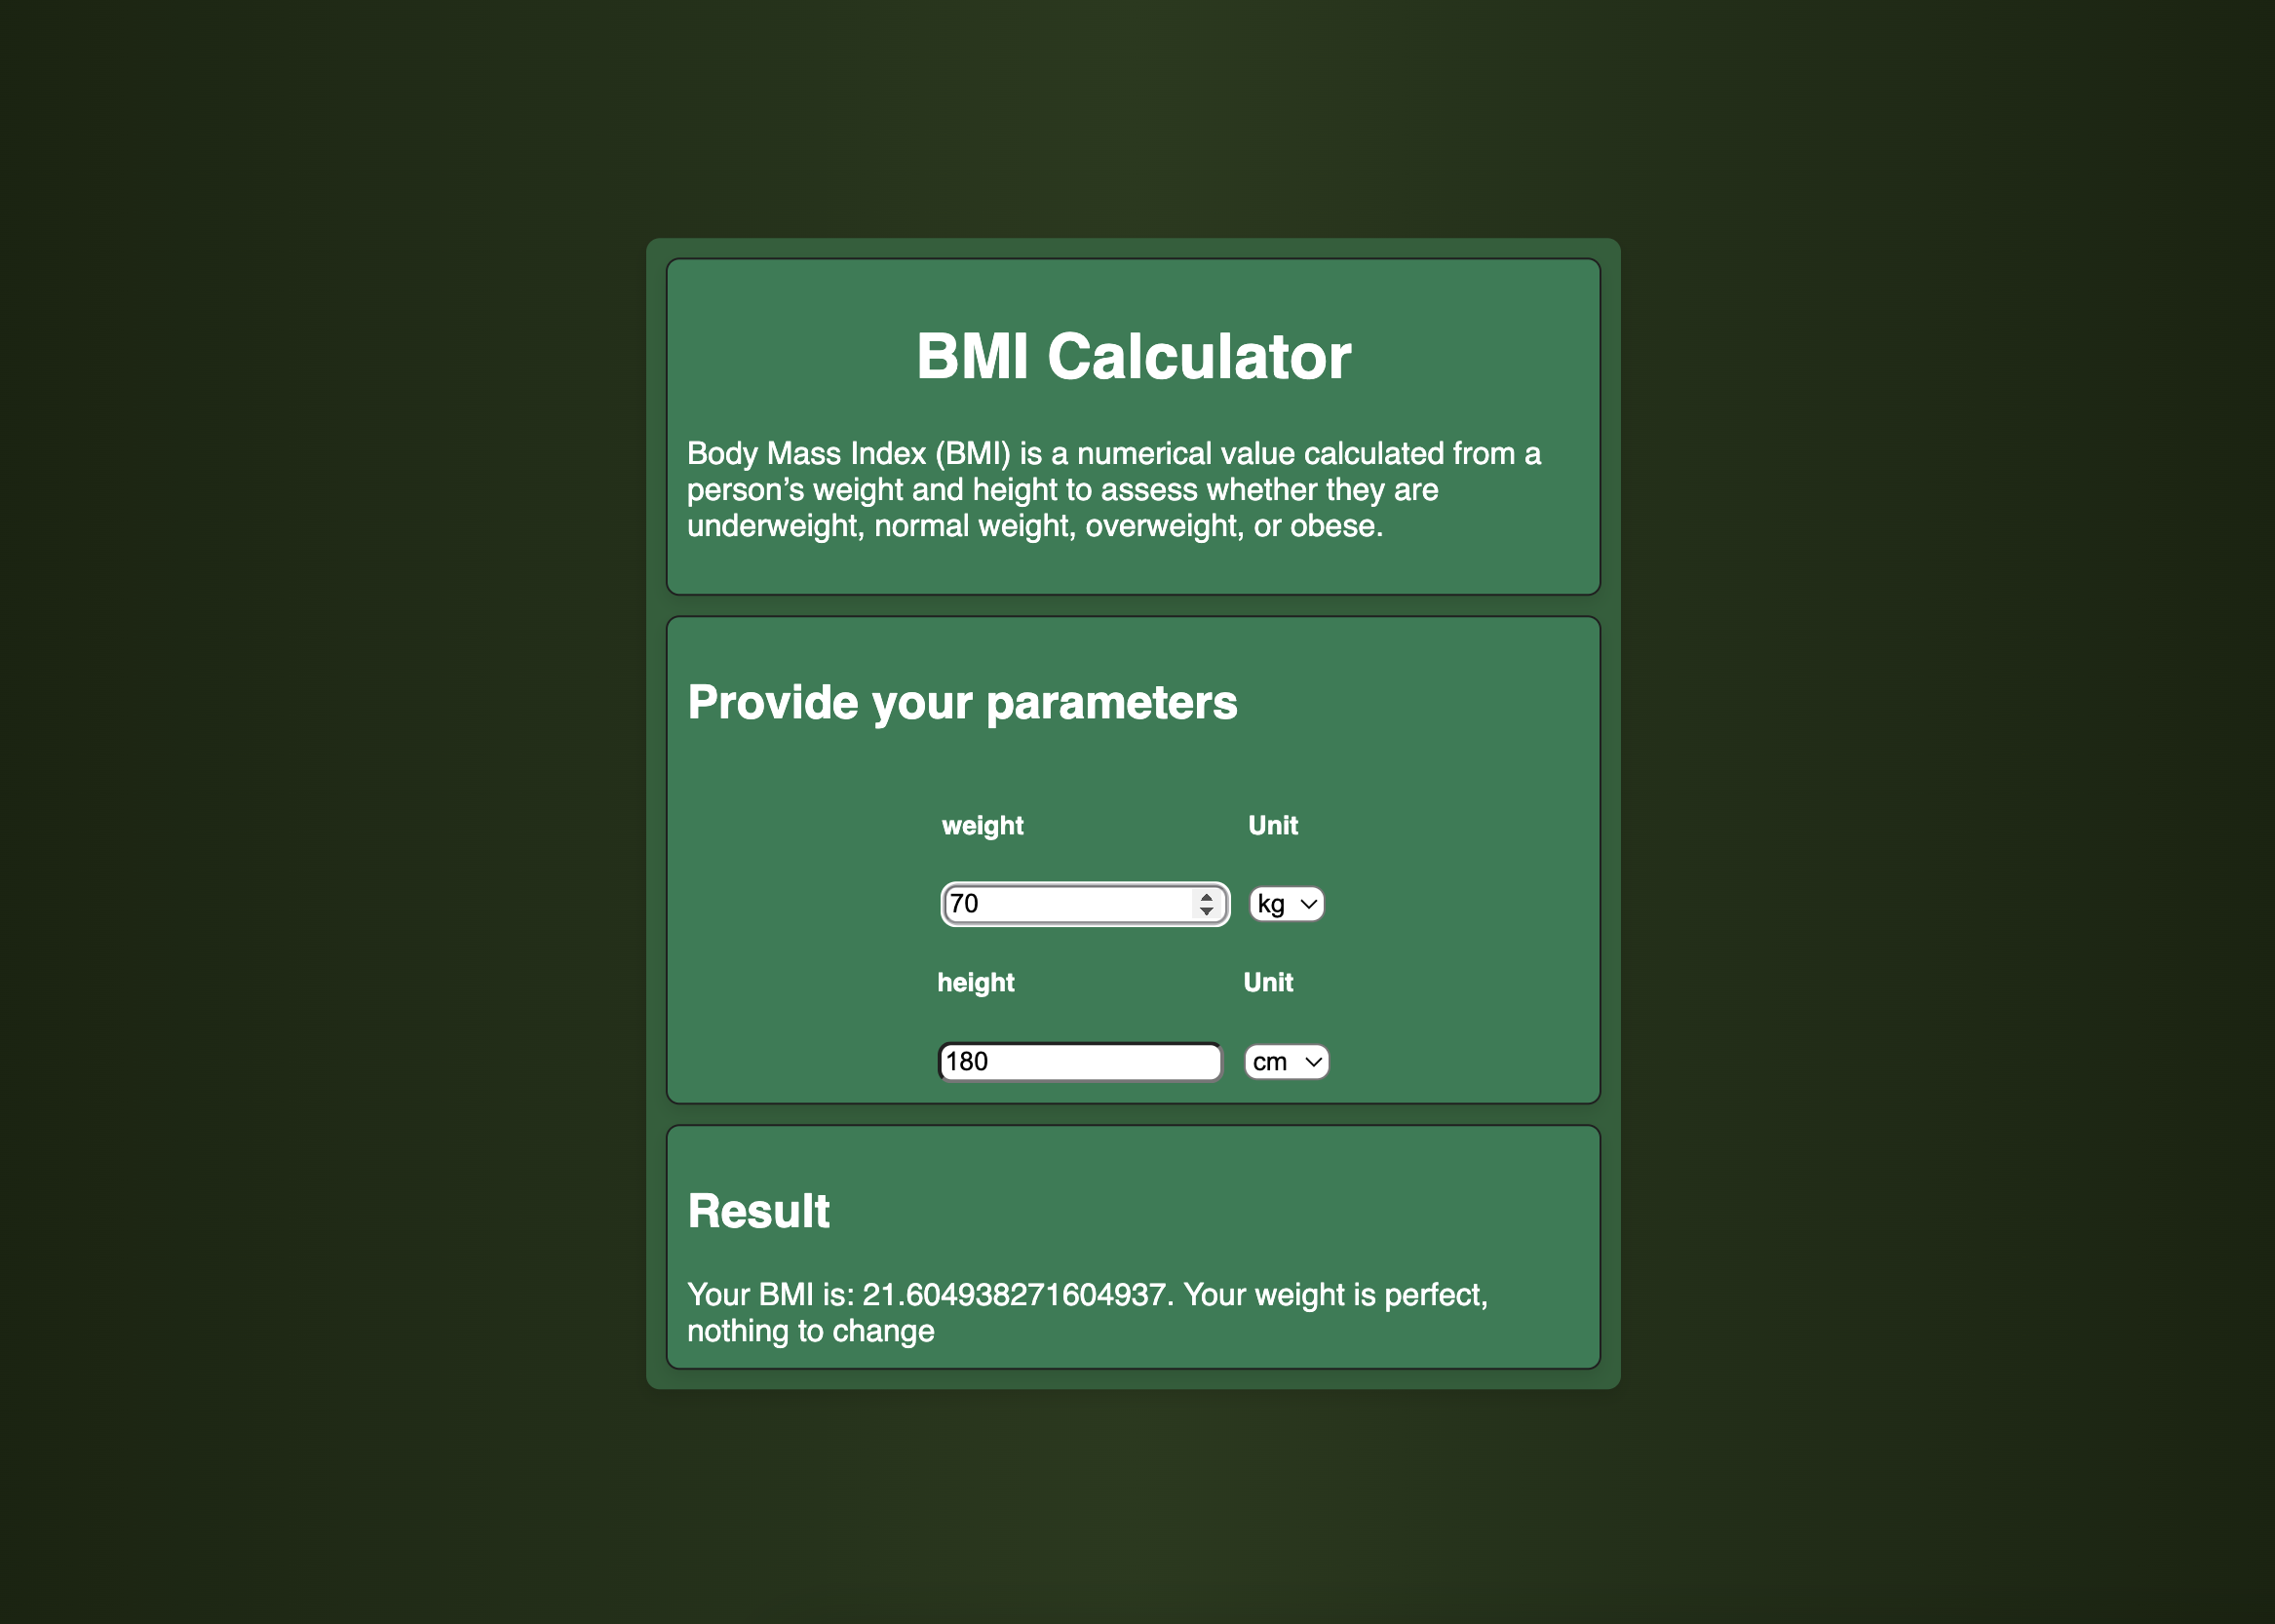 BMI Calculator
Body Mass Index (BMI) is a numerical value calculated from a
person’s weight and height to assess whether they are
underweight, normal weight, overweight, or obese.
Provide your parameters
weight Unit
70 kg
height Unit
180 cm
Result
Your BMI is: 21.604938271604937. Your weight is perfect,
nothing to change